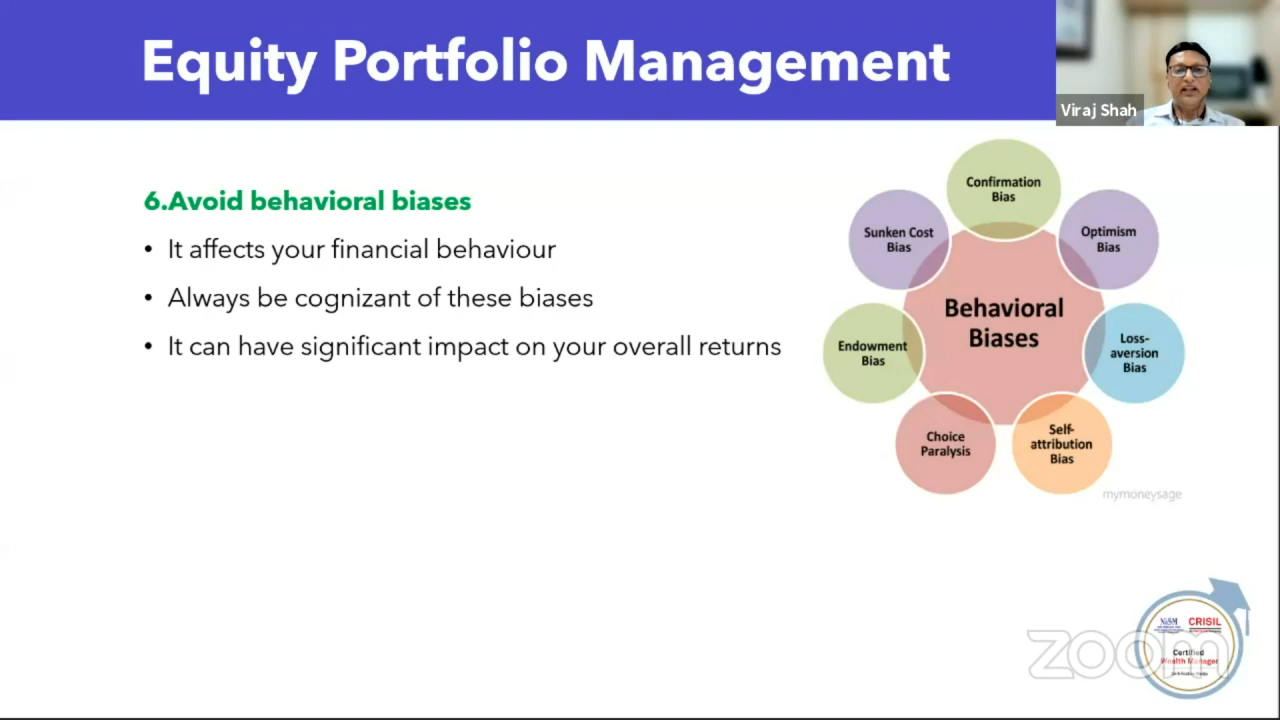 Equity Portfolio Management
Viraj Shah
6.Avoid behavioral biases
• It affects your financial behaviour
• Always be cognizant of these biases
• It can have significant impact on your overall returns
Confirmation
Bias
Sunken Cost
Bias
Optimism
Bias
Behavioral
Biases
Endowment
Bias
Loss-
aversion
Bias
Choice
Paralysis
Self-
attribution
Bias
mymoneysage
zoom
NISM
CRISIL
Certified
Wealth Manager